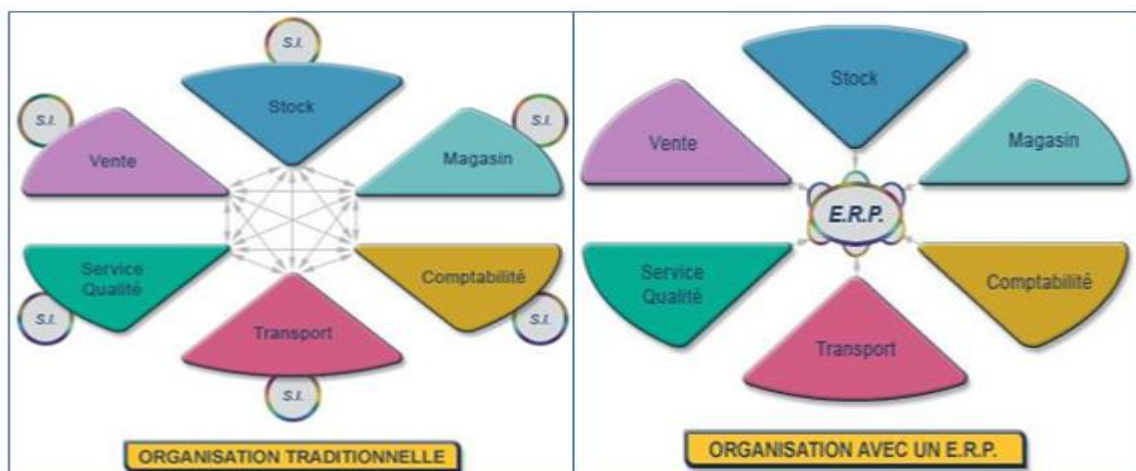 S.I.
Stock
S.I.
S.I.
Vente
Magasin
Service
Qualité
Comptabilité
Transport
S.I.
S.I.
S.I.
ORGANISATION TRADITIONNELLE
Stock
Vente
Magasin
E.R.P.
Service
Qualité
Comptabilité
Transport
ORGANISATION AVEC UN E.R.P.